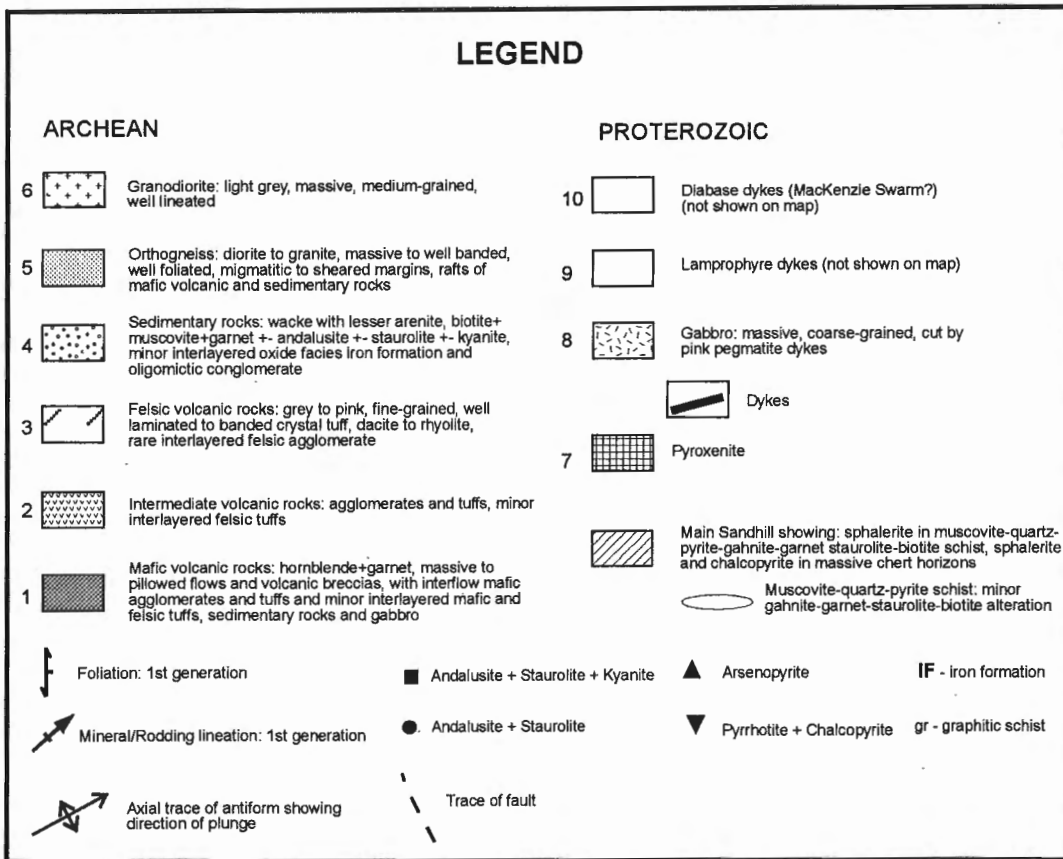 LEGEND
ARCHEAN
6
Granodiorite: light grey, massive, medium-grained,
well lineated
5
Orthogneiss: diorite to granite, massive to well banded,
well foliated, migmatitic to sheared margins, rafts of
mafic volcanic and sedimentary rocks
4
Sedimentary rocks: wacke with lesser arenite, biotite+
muscovite+garnet +- andalusite +- staurolite +- kyanite,
minor interlayered oxide facies iron formation and
oligomictic conglomerate
3
Felsic volcanic rocks: grey to pink, fine-grained, well
laminated to banded crystal tuff, dacite to rhyolite,
rare interlayered felsic agglomerate
2
Intermediate volcanic rocks: agglomerates and tuffs, minor
interlayered felsic tuffs
1
Mafic volcanic rocks: hornblende+garnet, massive to
pillowed flows and volcanic breccias, with interflow mafic
agglomerates and tuffs and minor interlayered mafic and
felsic tuffs, sedimentary rocks and gabbro
PROTEROZOIC
10
Diabase dykes (MacKenzie Swarm?)
(not shown on map)
9
Lamprophyre dykes (not shown on map)
8
Gabbro: massive, coarse-grained, cut by
pink pegmatite dykes
Dykes
7
Pyroxenite
Main Sandhill showing: sphalerite in muscovite-quartz-
pyrite-gahnite-garnet staurolite-biotite schist, sphalerite
and chalcopyrite in massive chert horizons
Muscovite-quartz-pyrite schist: minor
gahnite-garnet-staurolite-biotite alteration
Foliation: 1st generation
Mineral/Rodding lineation: 1st generation
Axial trace of antiform showing
direction of plunge
Andalusite + Staurolite + Kyanite
Andalusite + Staurolite
Trace of fault
Arsenopyrite
Pyrrhotite + Chalcopyrite
IF - iron formation
gr - graphitic schist